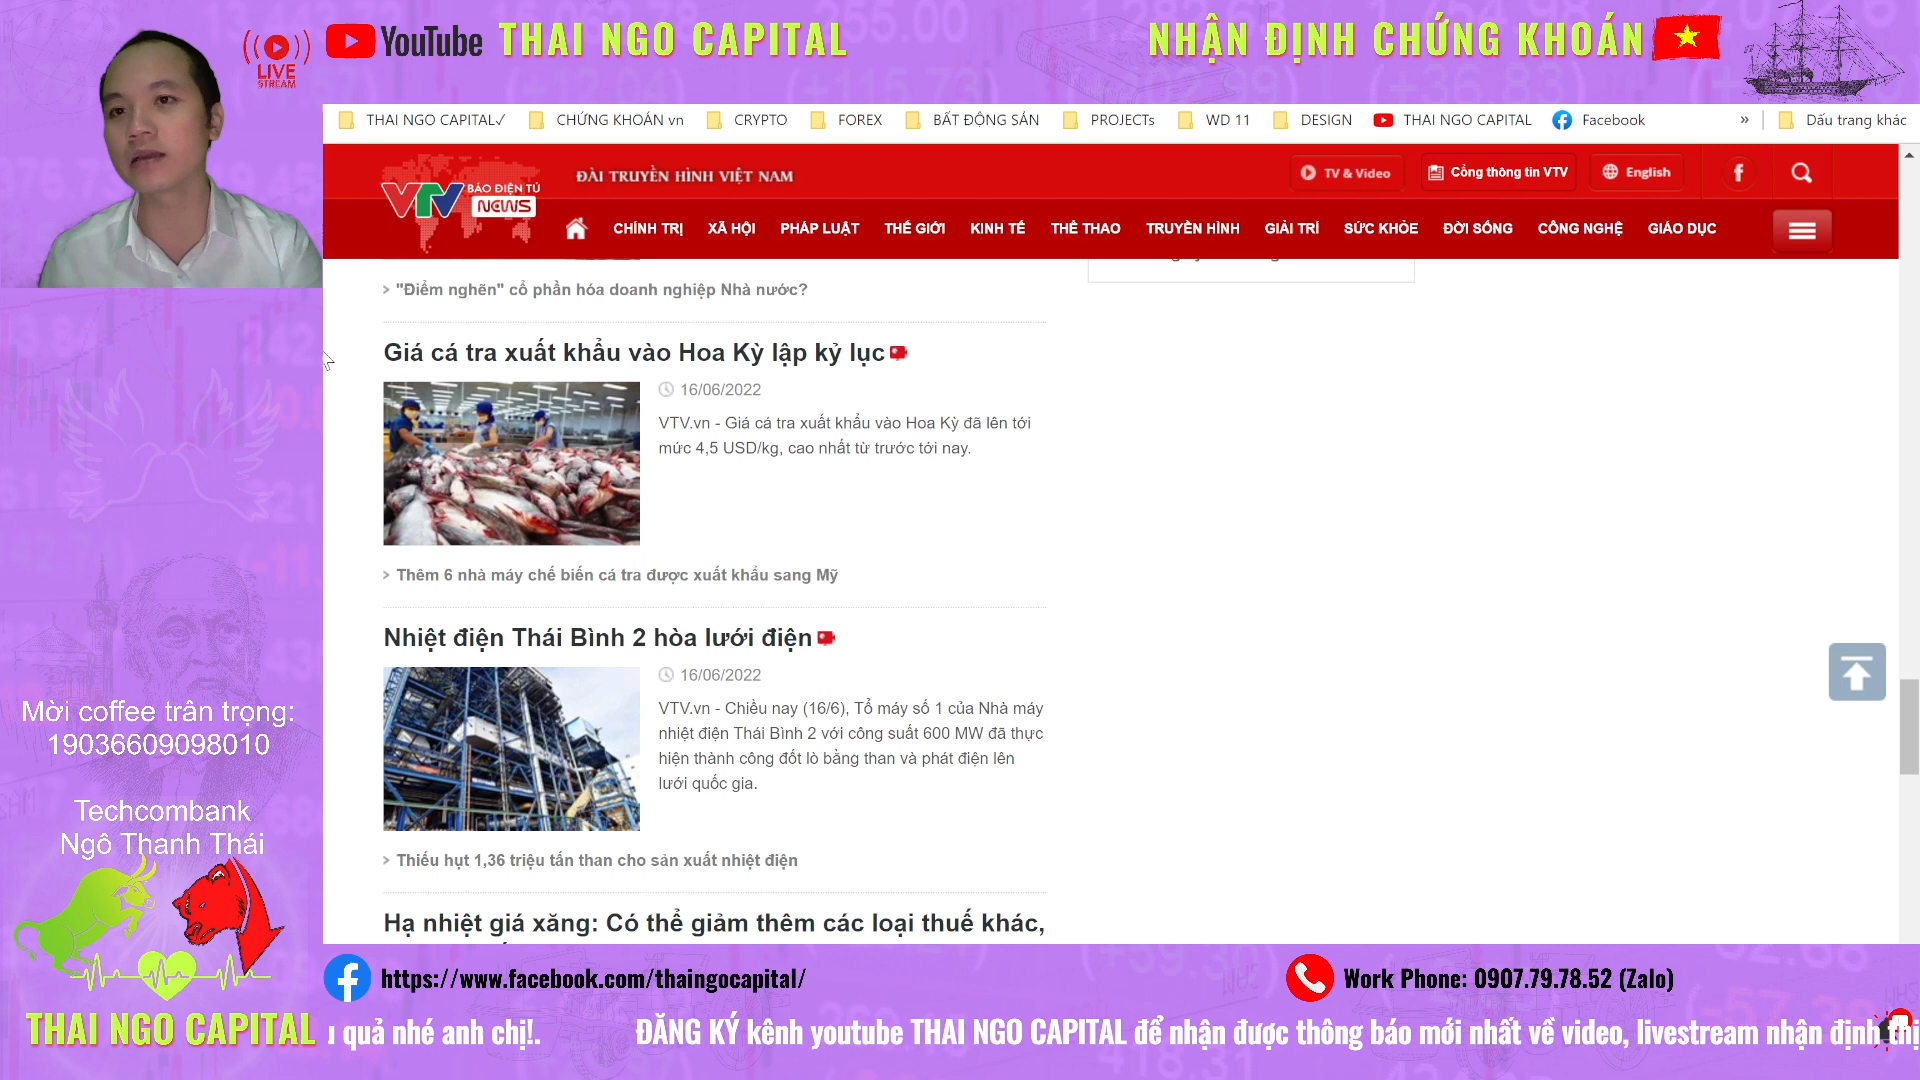 LIVE
STREAM
YouTube THAI NGO CAPITAL
NHẬN ĐỊNH CHỨNG KHOÁN
THAI NGO CAPITAL✓
CHỨNG KHOÁN vn
CRYPTO
FOREX
BẤT ĐỘNG SẢN
PROJECTs
WD 11
DESIGN
THAI NGO CAPITAL
Facebook
»
Dấu trang khác
VTV BÁO ĐIỆN TỬ
NEWS
ĐÀI TRUYỀN HÌNH VIỆT NAM
TV & Video
Cổng thông tin VTV
English
CHÍNH TRỊ
XÃ HỘI
PHÁP LUẬT
THẾ GIỚI
KINH TẾ
THỂ THAO
TRUYỀN HÌNH
GIẢI TRÍ
SỨC KHỎE
ĐỜI SỐNG
CÔNG NGHỆ
GIÁO DỤC
"Điểm nghẽn" cổ phần hóa doanh nghiệp Nhà nước?
Giá cá tra xuất khẩu vào Hoa Kỳ lập kỷ lục
16/06/2022
VTV.vn - Giá cá tra xuất khẩu vào Hoa Kỳ đã lên tới
mức 4,5 USD/kg, cao nhất từ trước tới nay.
Thêm 6 nhà máy chế biến cá tra được xuất khẩu sang Mỹ
Nhiệt điện Thái Bình 2 hòa lưới điện
16/06/2022
VTV.vn - Chiều nay (16/6), Tổ máy số 1 của Nhà máy
nhiệt điện Thái Bình 2 với công suất 600 MW đã thực
hiện thành công đốt lò bằng than và phát điện lên
lưới quốc gia.
Thiếu hụt 1,36 triệu tấn than cho sản xuất nhiệt điện
Hạ nhiệt giá xăng: Có thể giảm thêm các loại thuế khác,
Mời coffee trân trọng:
19036609098010
Techcombank
Ngô Thanh Thái
THAI NGO CAPITAL
https://www.facebook.com/thaingocapital/
Work Phone: 0907.79.78.52 (Zalo)
quả nhé anh chị!. ĐĂNG KÝ kênh youtube THAI NGO CAPITAL để nhận được thông báo mới nhất về video, livestream nhận định thị